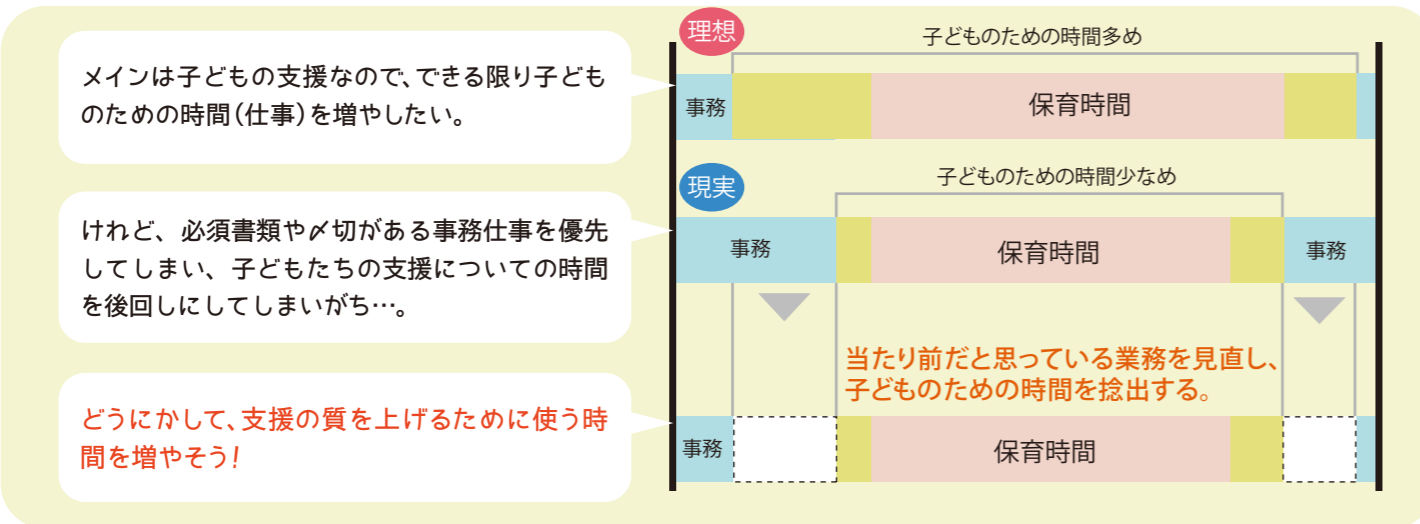 メインは子どもの支援なので、できる限り子ども
のための時間(仕事)を増やしたい。
けれど、必須書類や〆切がある事務仕事を優先
してしまい、子どもたちの支援についての時間
を後回しにしてしまいがち…。
どうにかして、支援の質を上げるために使う時
間を増やそう!
理想
子どものための時間多め
事務
保育時間
現実
子どものための時間少なめ
事務
保育時間
事務
当たり前だと思っている業務を見直し、
子どものための時間を捻出する。
事務
保育時間